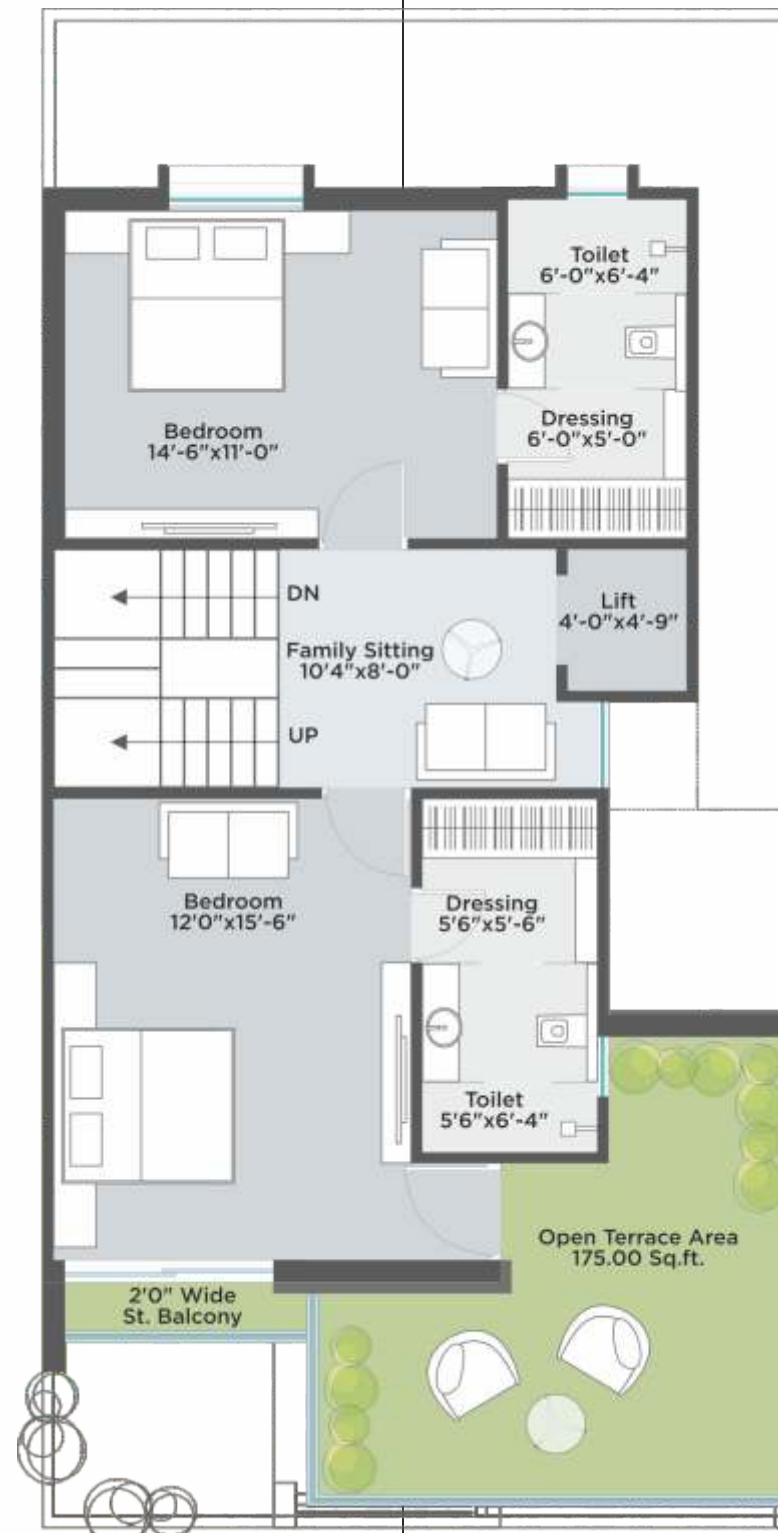 Toilet
6'-0"x6'-4"
Dressing
6'-0"x5'-0"
Bedroom
14'-6"x11'-0"
DN
Lift
4'-0"x4'-9"
Family Sitting
10'4"x8'-0"
UP
Bedroom
12'0"x15'-6"
Dressing
5'6"x5'-6"
Toilet
5'6"x6'-4"
Open Terrace Area
175.00 Sq.ft.
2'0" Wide
St. Balcony